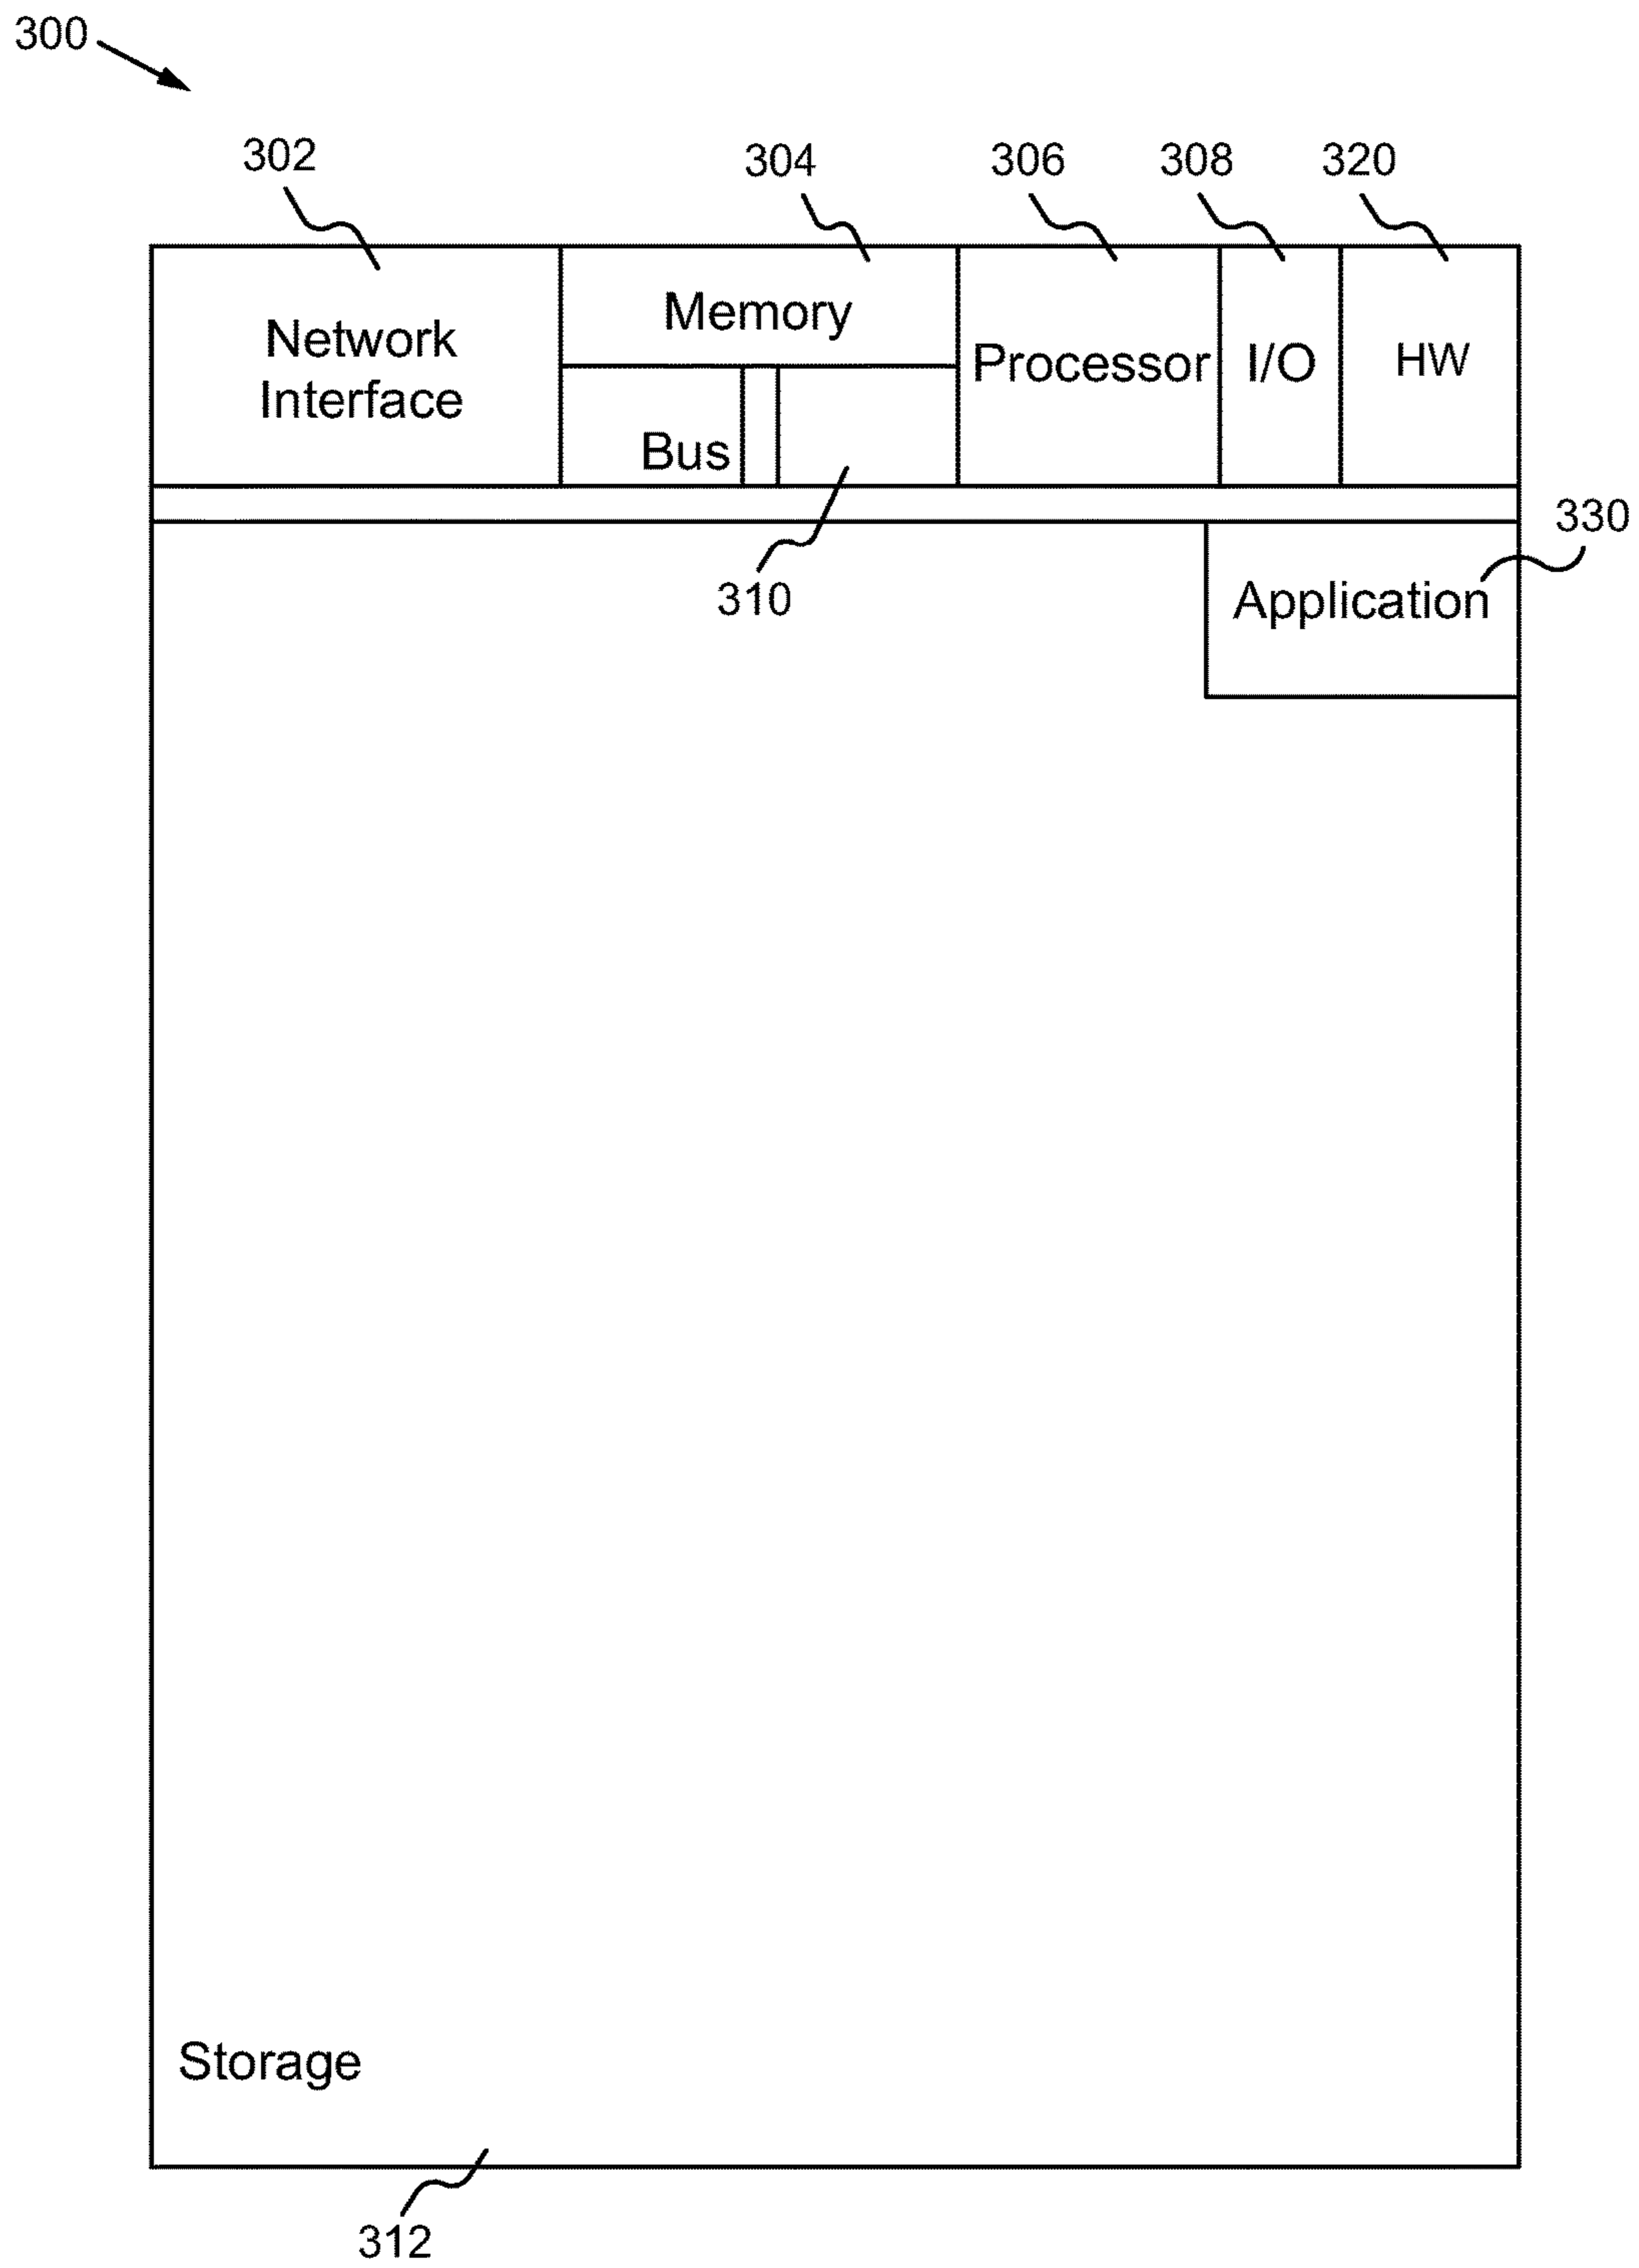 300
302
304
306
308
320
Network
Interface
Memory
Processor
I/O
HW
Bus
330
310
Application
Storage
312